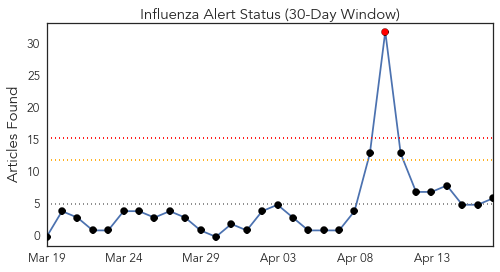 Influenza Alert Status (30-Day Window)
Articles Found
30
25
20
15
10
5
0
Mar 19 Mar 24 Mar 29 Apr 03 Apr 08 Apr 13